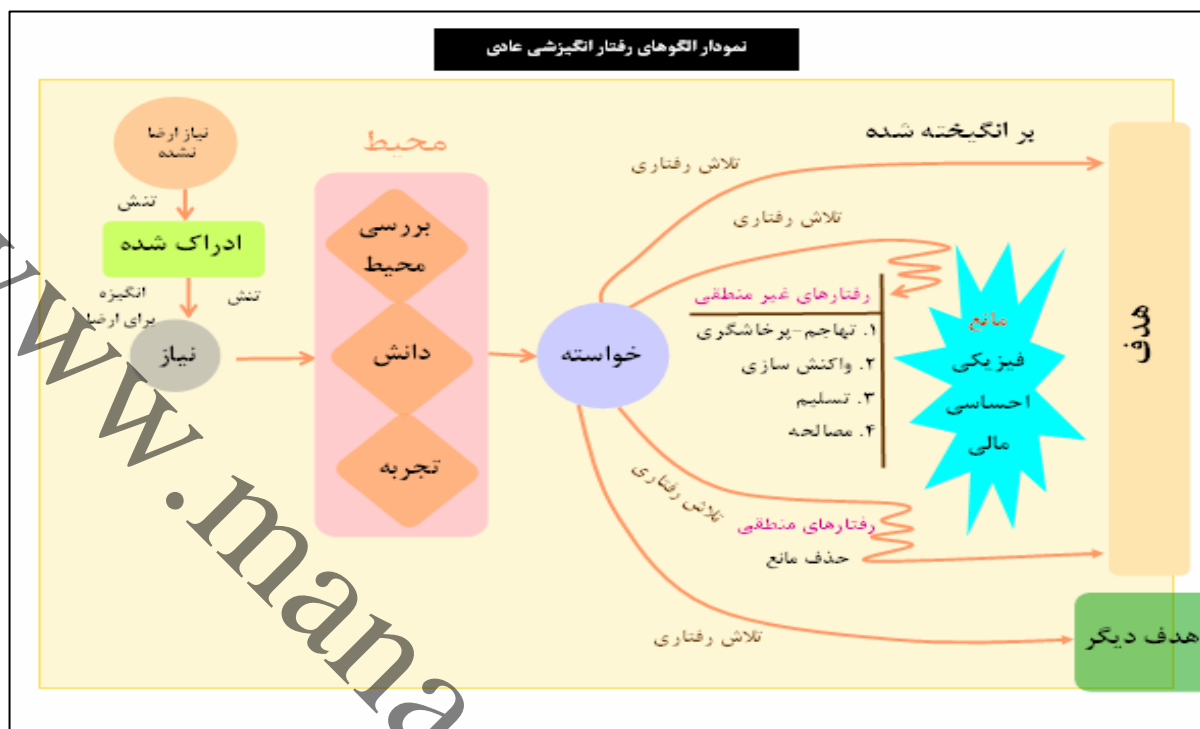 نمودار الگوهای رفتار انگیزشی عادی
نیاز ارضا
نشده
تنش
ادراک شده
انگیزه
برای ارضا
تنش
نیاز
محیط
بررسی
محیط
دانش
تجربه
خواسته
بر انگیخته شده
تلاش رفتاری
تلاش رفتاری
رفتارهای غیر منطقی
۱. تهاجم-پرخاشگری
۲. واکنش سازی
۳. تسلیم
۴. مصالحه
مانع
فیزیکی
احساسی
مالی
هدف
تلاش رفتاری
رفتارهای منطقی
حذف مانع
تلاش رفتاری
هدف دیگر
www.mana